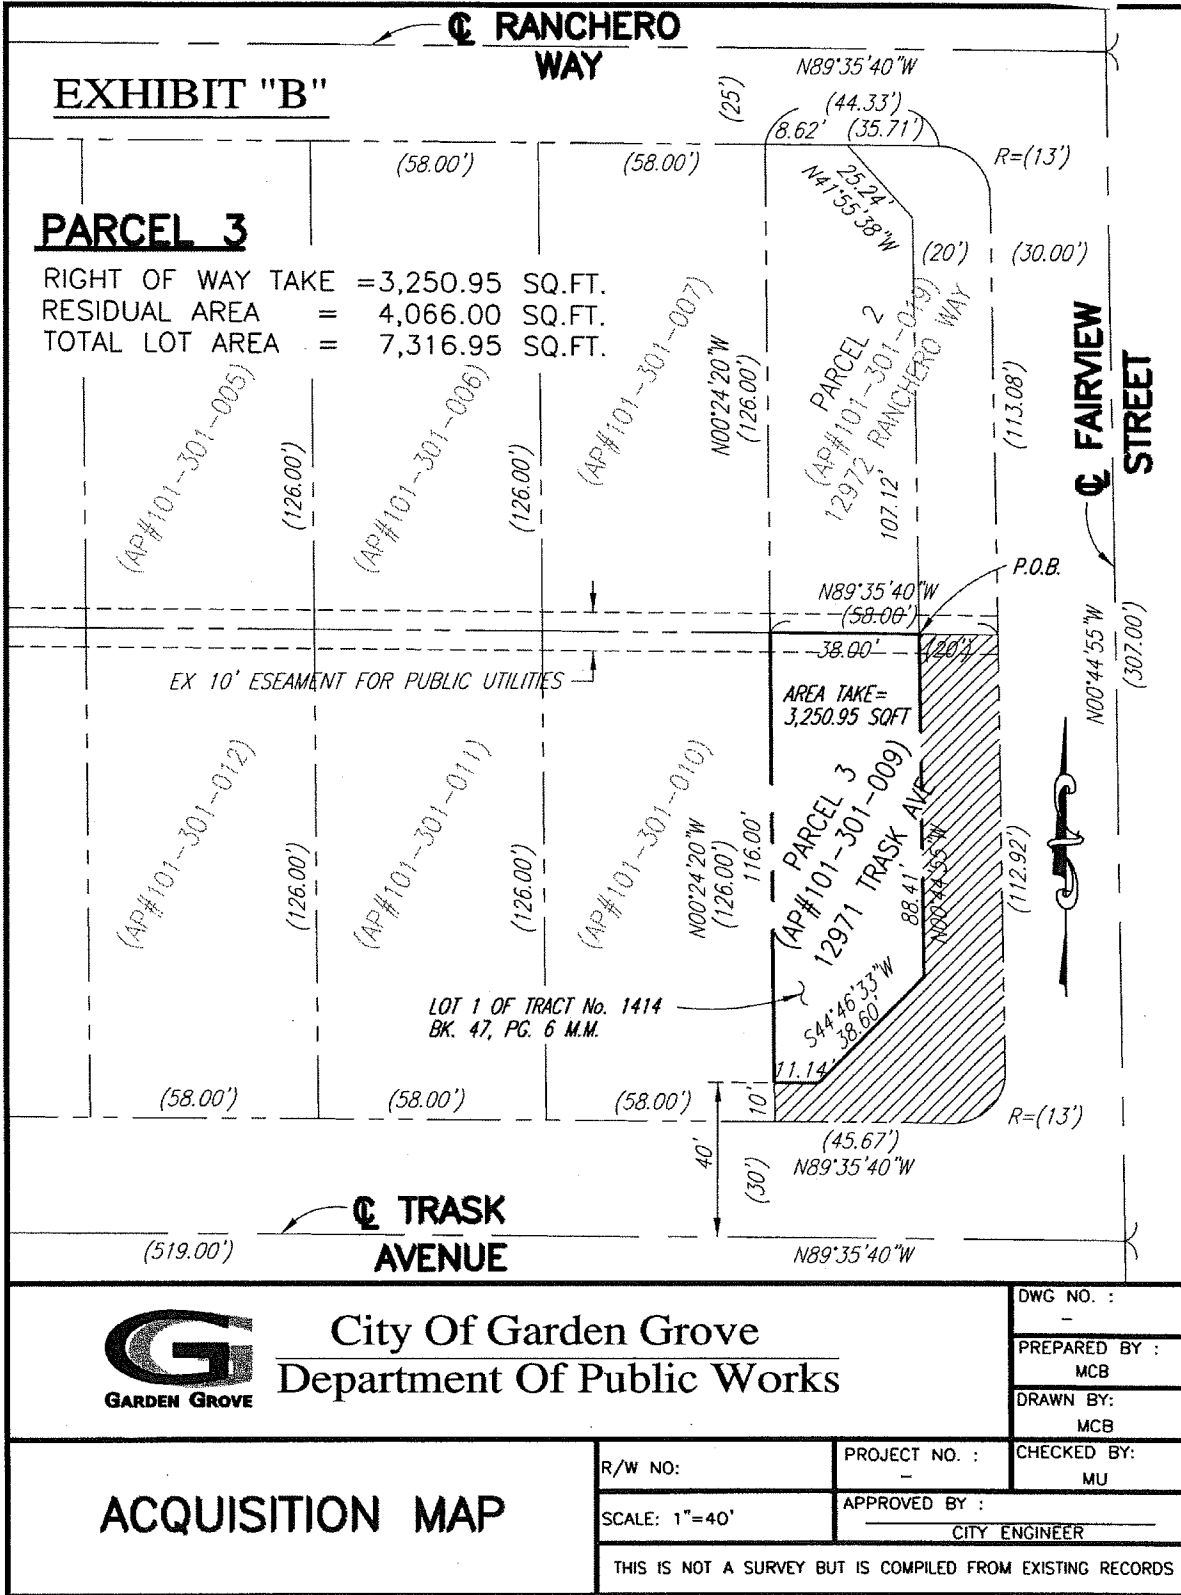 ℄ RANCHERO
WAY
EXHIBIT "B"
N89°35'40"W
(25')
(44.33')
8.62'
(35.71')
R=(13')
(58.00')
(58.00')
25.24'
N41°55'38"W
PARCEL 3
RIGHT OF WAY TAKE =3,250.95 SQ.FT.
RESIDUAL AREA = 4,066.00 SQ.FT.
TOTAL LOT AREA = 7,316.95 SQ.FT.
(20')
(30.00')
(AP#101-301-005)
(AP#101-301-006)
(AP#101-301-007)
(126.00')
(126.00')
N00°24'20"W
(126.00')
PARCEL 2
(AP#101-301-019)
12972 RANCHERO WAY
107.12'
(113.08')
℄ FAIRVIEW
STREET
P.O.B.
N89°35'40"W
(58.00')
38.00'
(20')
N00°44'55"W
(307.00')
EX 10' ESEAMENT FOR PUBLIC UTILITIES
AREA TAKE=
3,250.95 SQFT
(AP#101-301-012)
(AP#101-301-011)
(AP#101-301-010)
(126.00')
(126.00')
N00°24'20"W
(126.00')
116.00'
PARCEL 3
(AP#101-301-009)
12971 TRASK AVE
88.41'
N00°44'55"W
(112.92')
LOT 1 OF TRACT No. 1414
BK. 47, PG. 6 M.M.
S44°46'33"W
38.60'
11.14'
(58.00')
(58.00')
(58.00')
10'
R=(13')
(45.67')
N89°35'40"W
40'
(30')
℄ TRASK
AVENUE
(519.00')
N89°35'40"W
GARDEN GROVE
City Of Garden Grove
Department Of Public Works
DWG NO. :
-
PREPARED BY :
MCB
DRAWN BY:
MCB
ACQUISITION MAP
R/W NO:
PROJECT NO. :
-
CHECKED BY:
MU
SCALE: 1"=40'
APPROVED BY :
CITY ENGINEER
THIS IS NOT A SURVEY BUT IS COMPILED FROM EXISTING RECORDS